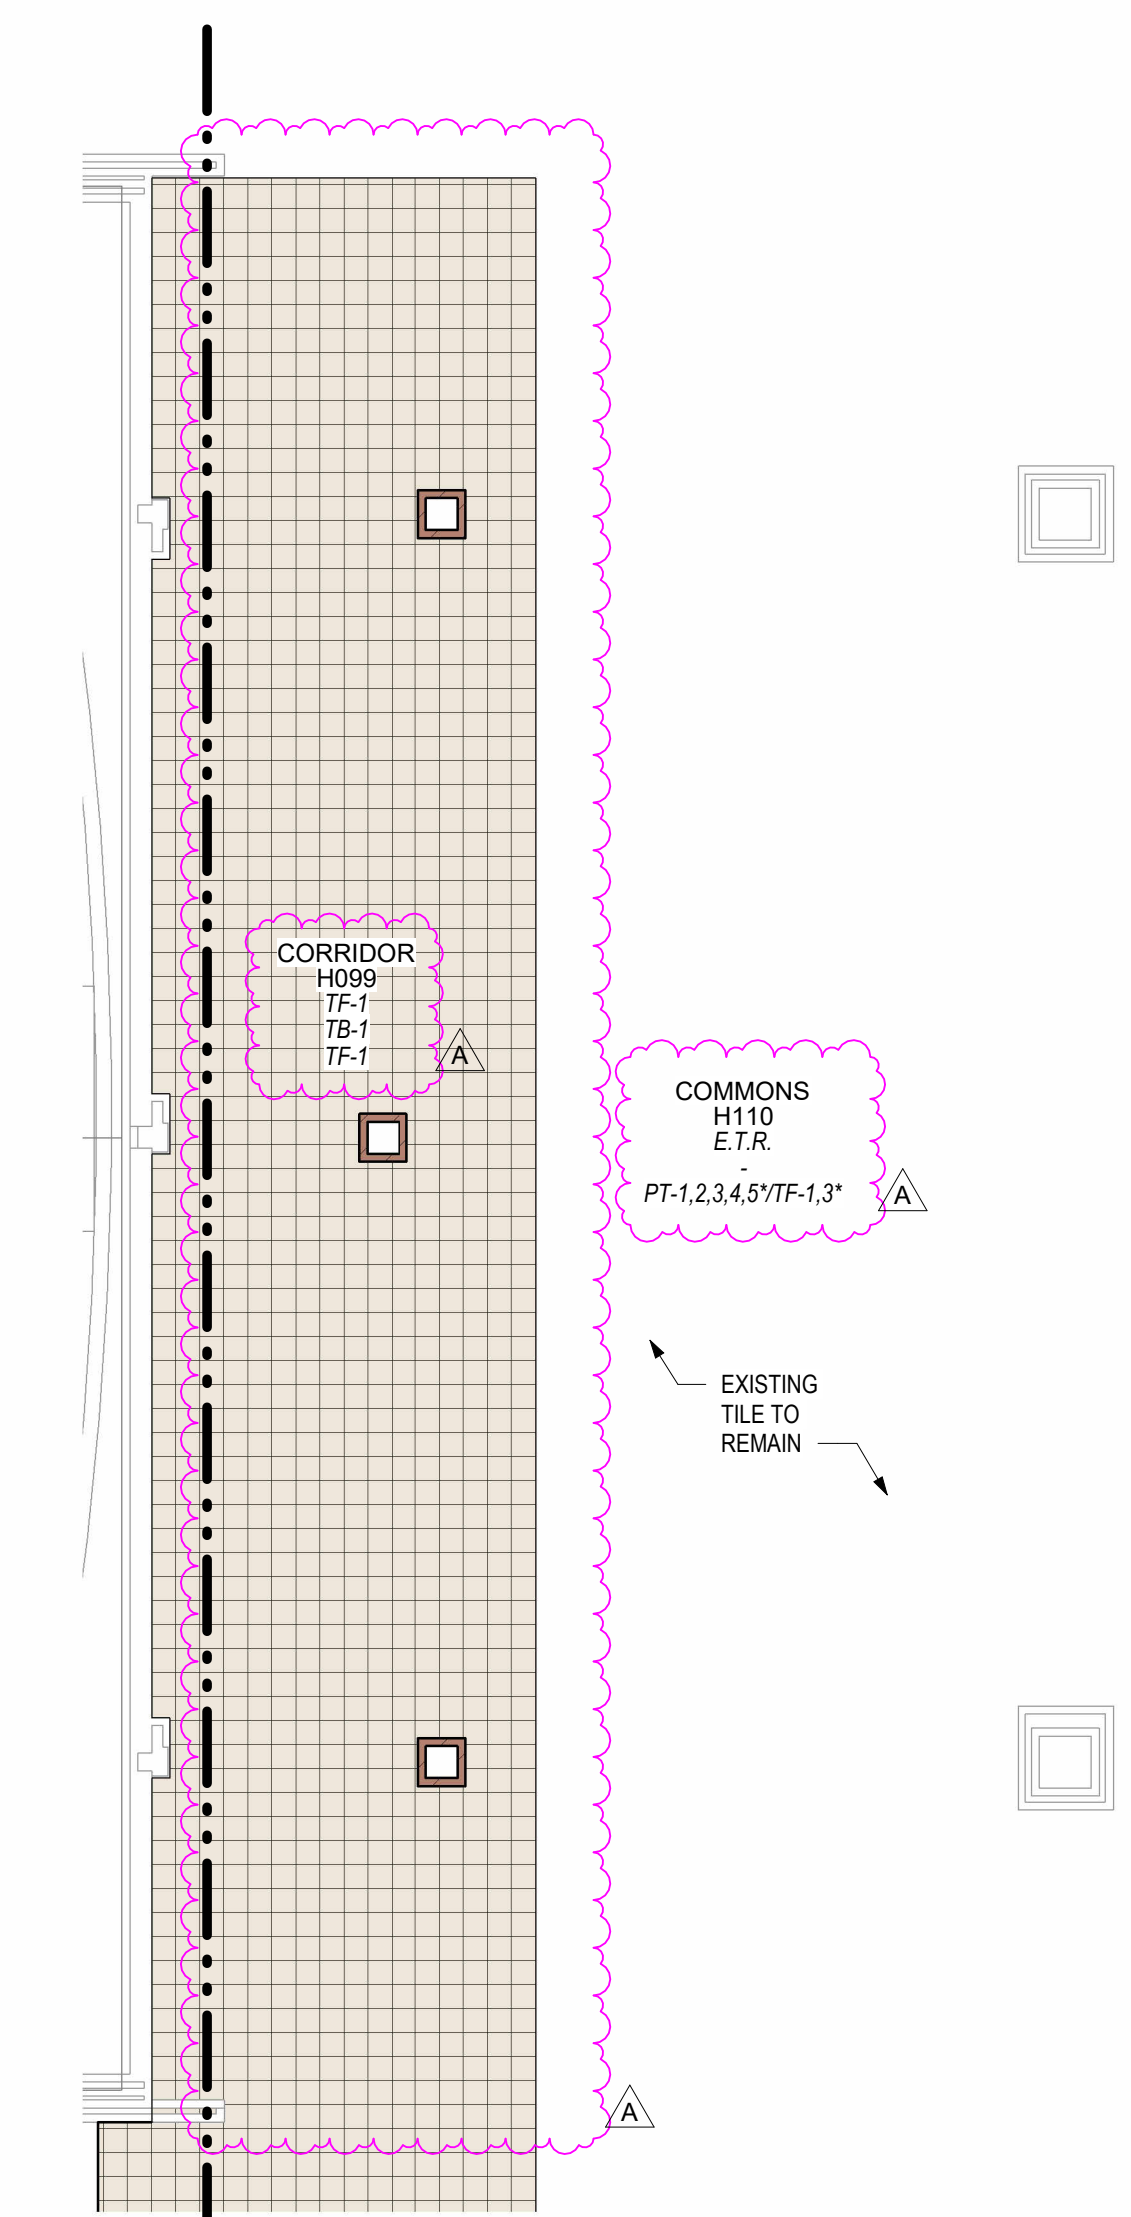 CORRIDOR
H099
TF-1
TB-1
TF-1
A
COMMONS
H110
E.T.R.
-
PT-1,2,3,4,5*/TF-1,3*
A
EXISTING
TILE TO
REMAIN
A